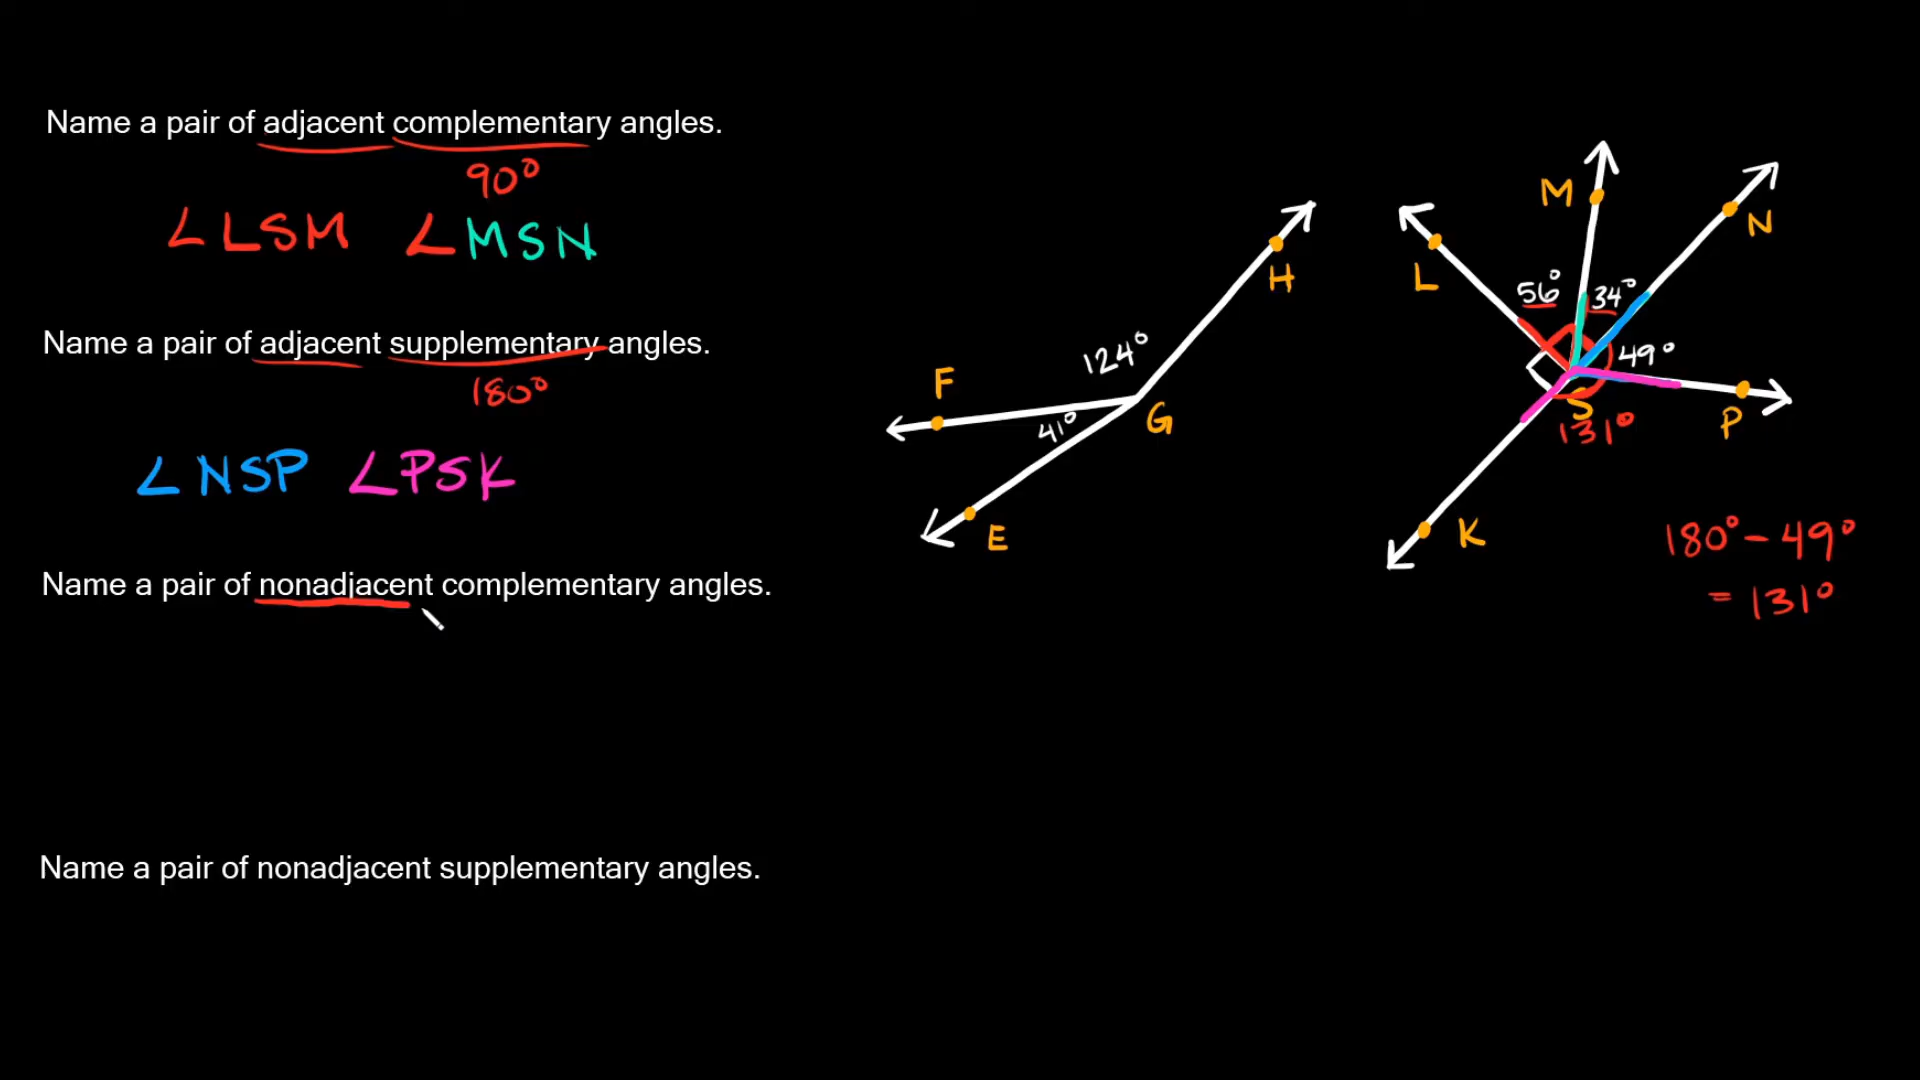 Name a pair of adjacent complementary angles.
90°
∠LSM ∠MSN
Name a pair of adjacent supplementary angles.
180°
∠NSP ∠PSK
Name a pair of nonadjacent complementary angles.
Name a pair of nonadjacent supplementary angles.
H
124°
F
41°
G
E
M
N
L
56°
34°
49°
S
131°
P
K
180° - 49°
= 131°